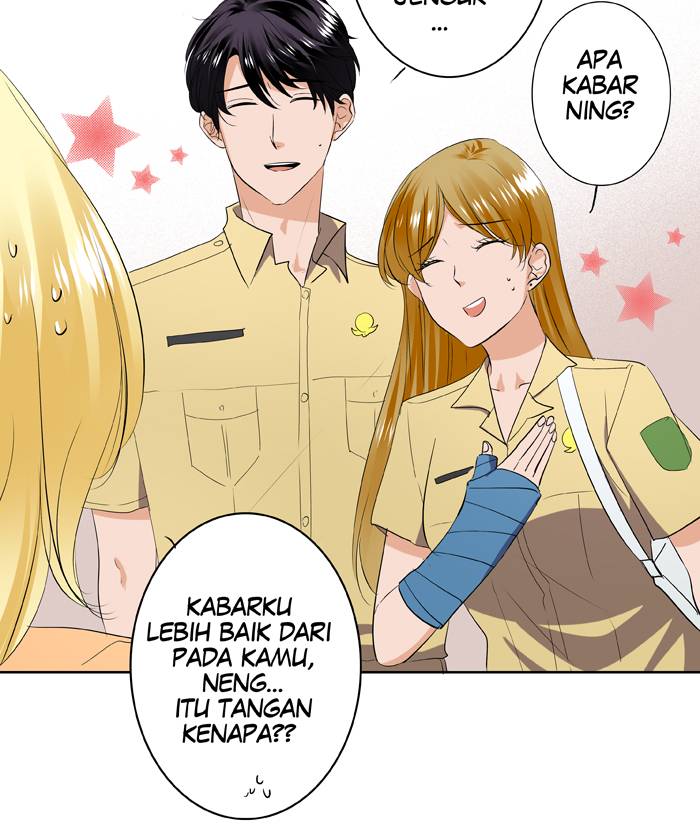 ...
APA
KABAR
NING?
KABARKU
LEBIH BAIK DARI
PADA KAMU,
NENG...
ITU TANGAN
KENAPA??